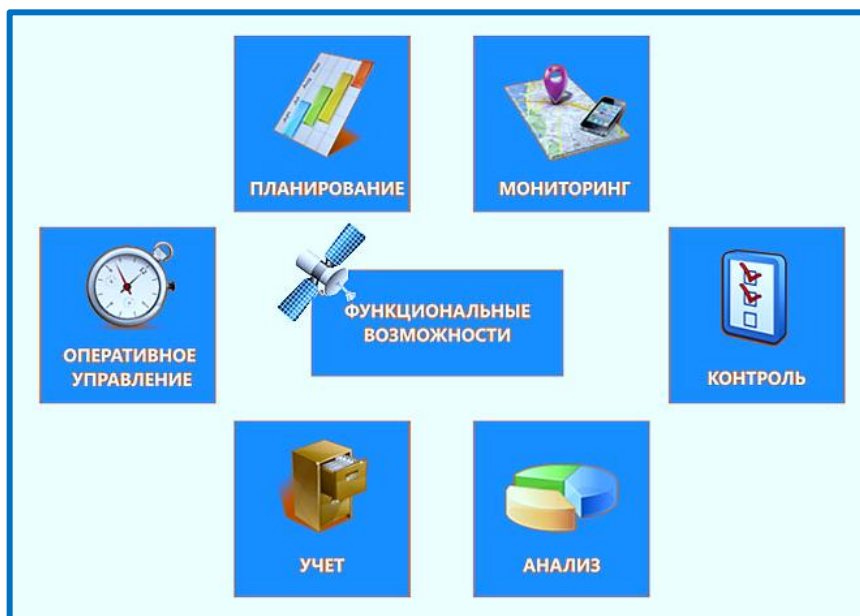 ПЛАНИРОВАНИЕ
МОНИТОРИНГ
ОПЕРАТИВНОЕ
УПРАВЛЕНИЕ
ФУНКЦИОНАЛЬНЫЕ
ВОЗМОЖНОСТИ
КОНТРОЛЬ
УЧЕТ
АНАЛИЗ